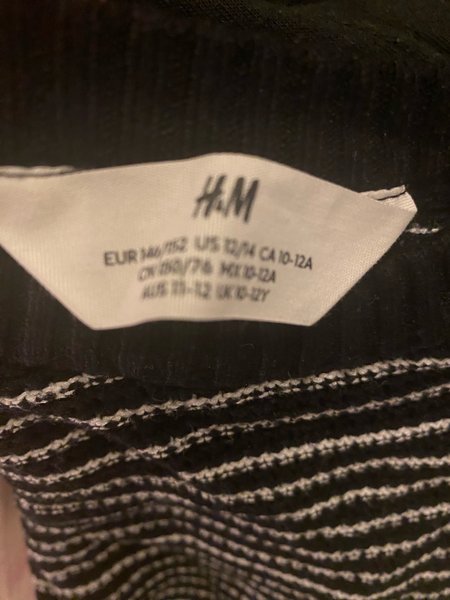 H&M
EUR 146/152 US 12/14 CA 10-12A
CN 150/76 MX 10-12A
AUS 11-12 UK 10-12Y